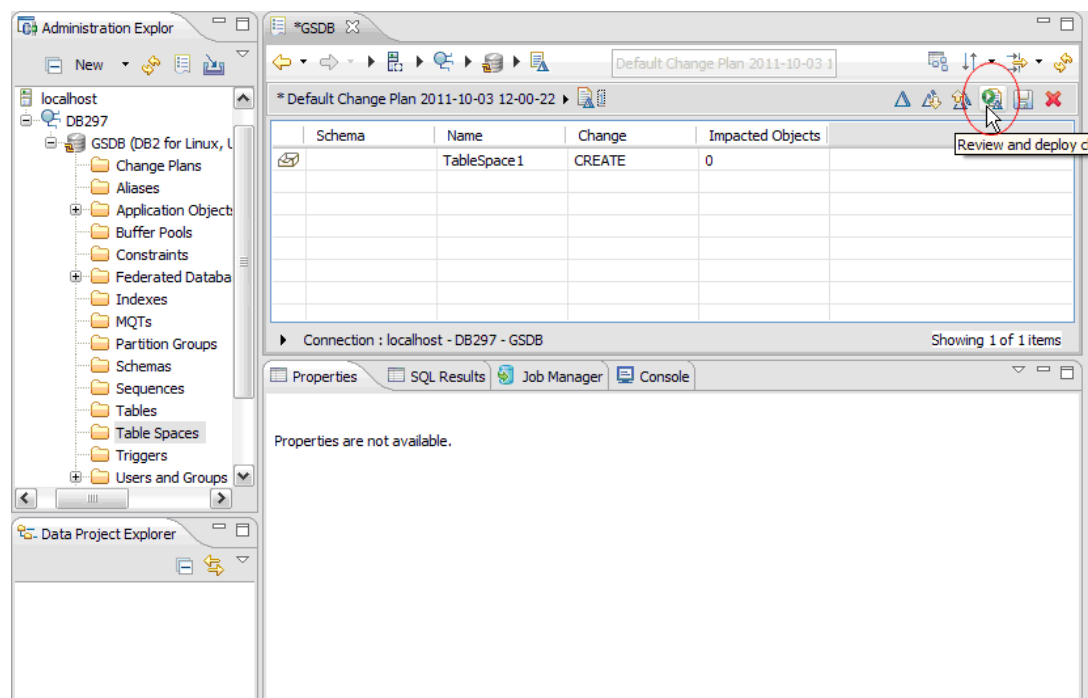 Administration Explor
New
localhost
DB297
GSDB (DB2 for Linux, U
Change Plans
Aliases
Application Objects
Buffer Pools
Constraints
Federated Databa
Indexes
MQTs
Partition Groups
Schemas
Sequences
Tables
Table Spaces
Triggers
Users and Groups
Data Project Explorer
*GSDB
Default Change Plan 2011-10-03 1
* Default Change Plan 2011-10-03 12-00-22
Review and deploy c
Schema Name Change Impacted Objects
TableSpace1 CREATE 0
Connection : localhost - DB297 - GSDB Showing 1 of 1 items
Properties SQL Results Job Manager Console
Properties are not available.